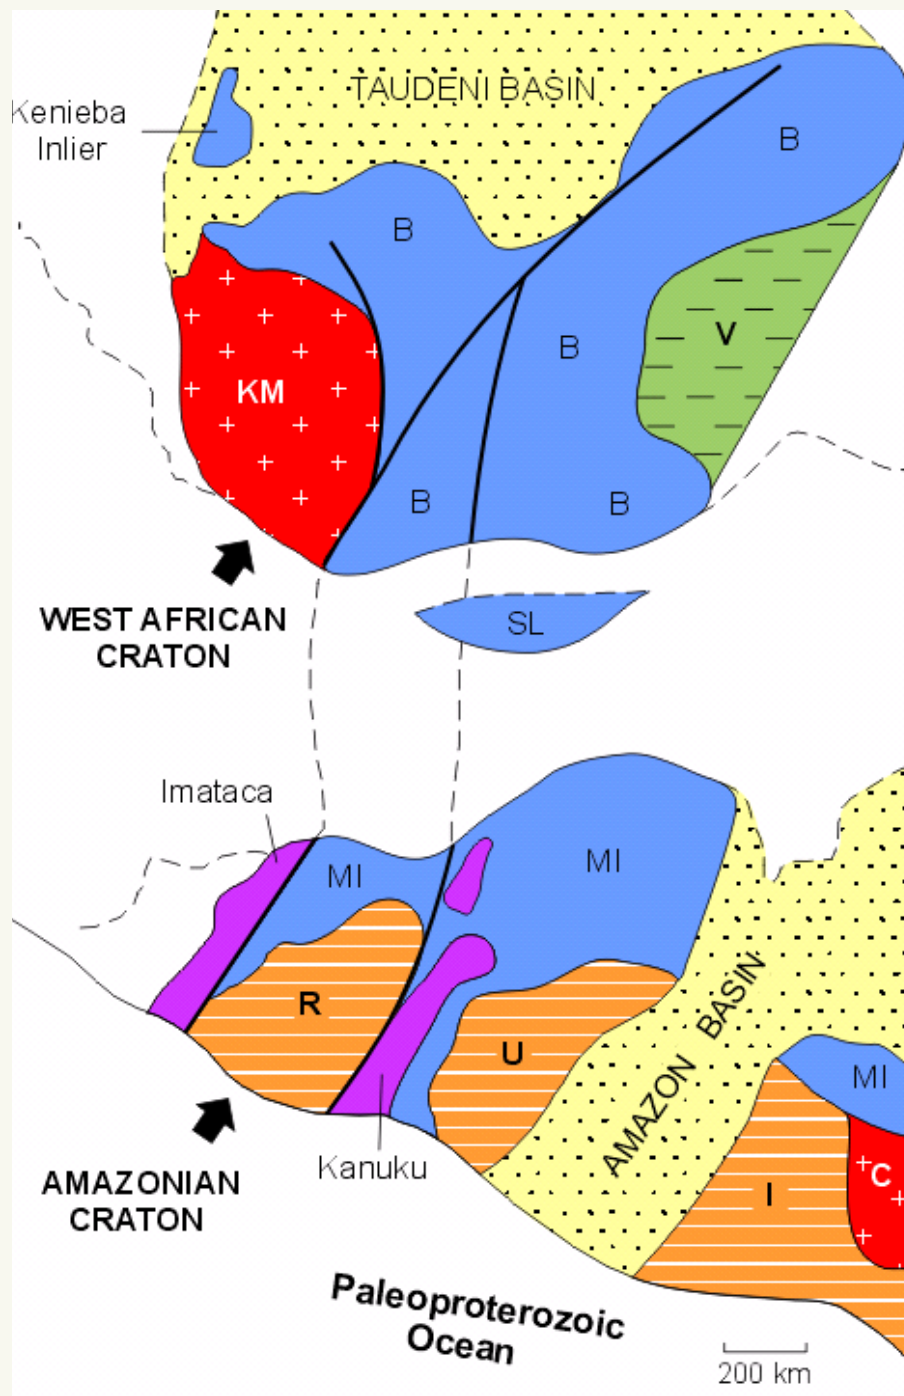 TAUDENI BASIN
Kenieba
Inlier
B
B
V
B
KM
B
B
WEST AFRICAN
CRATON
SL
Imataca
MI
MI
R
AMAZON BASIN
U
MI
C
I
Kanuku
AMAZONIAN
CRATON
Paleoproterozoic
Ocean
200 km